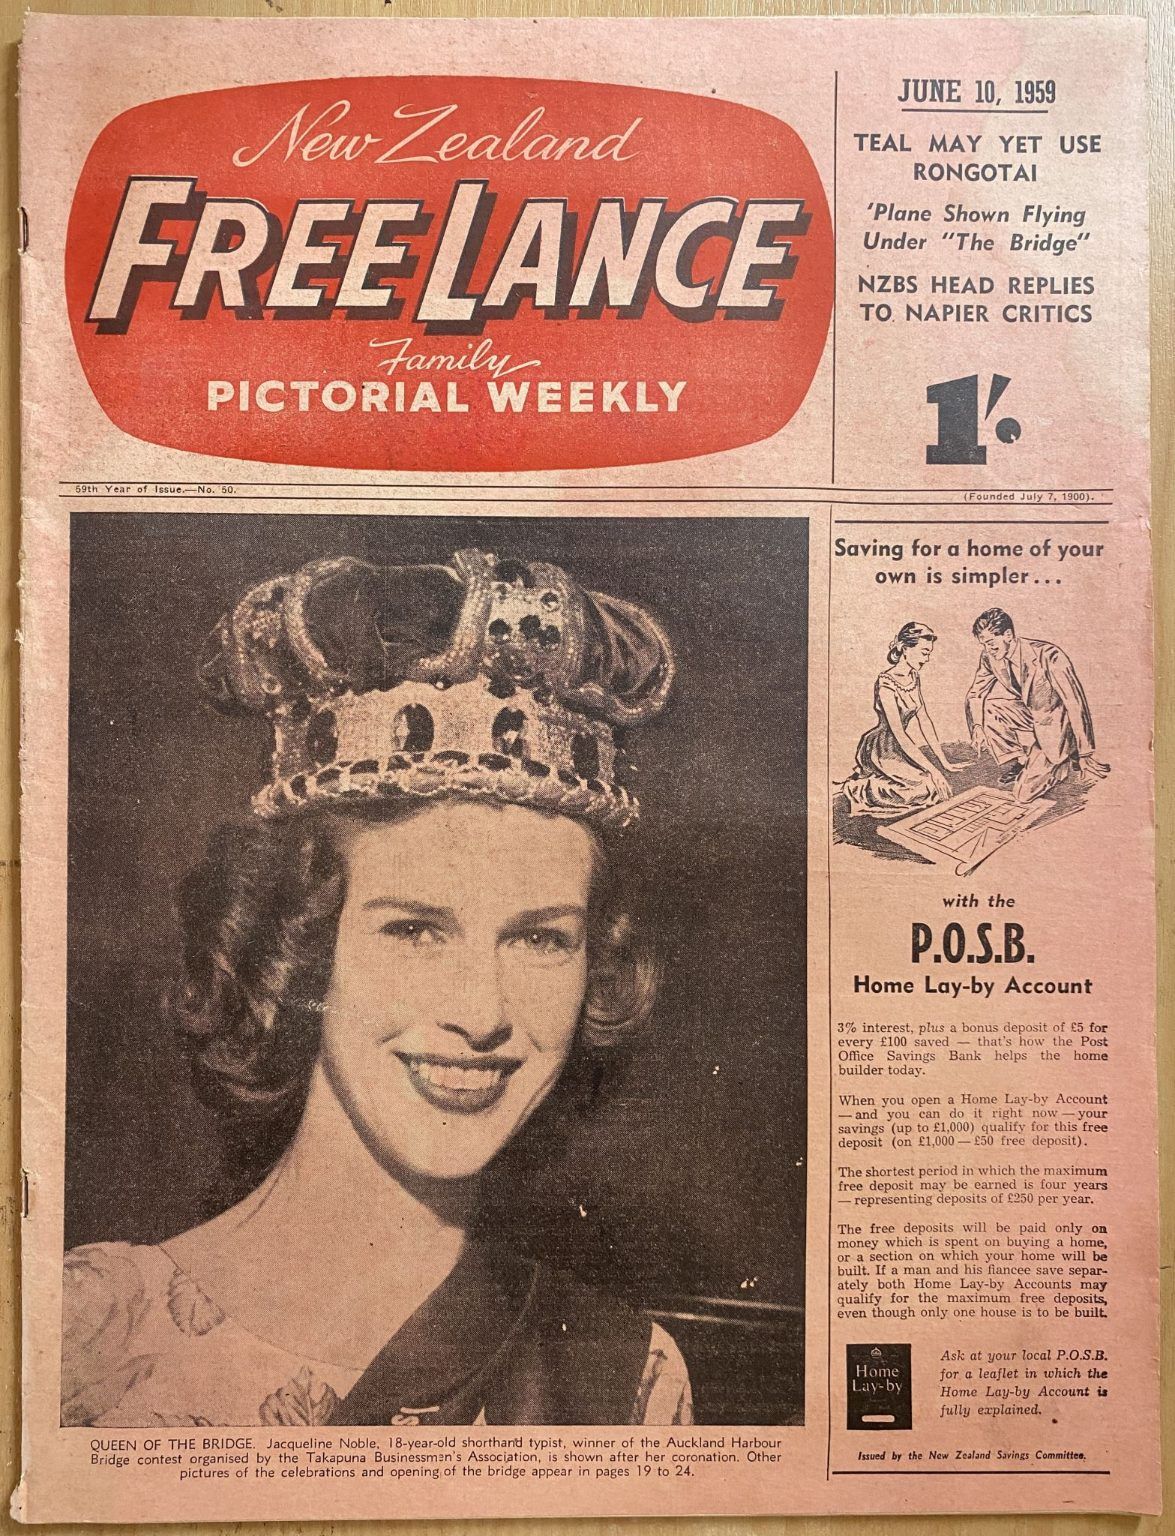 New Zealand
FREE LANCE
Family
PICTORIAL WEEKLY
JUNE 10, 1959
TEAL MAY YET USE
RONGOTAI
'Plane Shown Flying
Under "The Bridge"
NZBS HEAD REPLIES
TO NAPIER CRITICS
1'.
59th Year of Issue.—No. 50.
(Founded July 7, 1900).
QUEEN OF THE BRIDGE. Jacqueline Noble, 18-year-old shorthand typist, winner of the Auckland Harbour
Bridge contest organised by the Takapuna Businessmen's Association, is shown after her coronation. Other
pictures of the celebrations and opening of the bridge appear in pages 19 to 24.
Saving for a home of your
own is simpler...
with the
P.O.S.B.
Home Lay-by Account
3% interest, plus a bonus deposit of £5 for
every £100 saved — that's how the Post
Office Savings Bank helps the home
builder today.
When you open a Home Lay-by Account
— and you can do it right now — your
savings (up to £1,000) qualify for this free
deposit (on £1,000 — £50 free deposit).
The shortest period in which the maximum
free deposit may be earned is four years
— representing deposits of £250 per year.
The free deposits will be paid only on
money which is spent on buying a home,
or a section on which your home will be
built. If a man and his fiancee save separ-
ately both Home Lay-by Accounts may
qualify for the maximum free deposits,
even though only one house is to be built.
Home
Lay-by
Ask at your local P.O.S.B.
for a leaflet in which the
Home Lay-by Account is
fully explained.
Issued by the New Zealand Savings Committee.